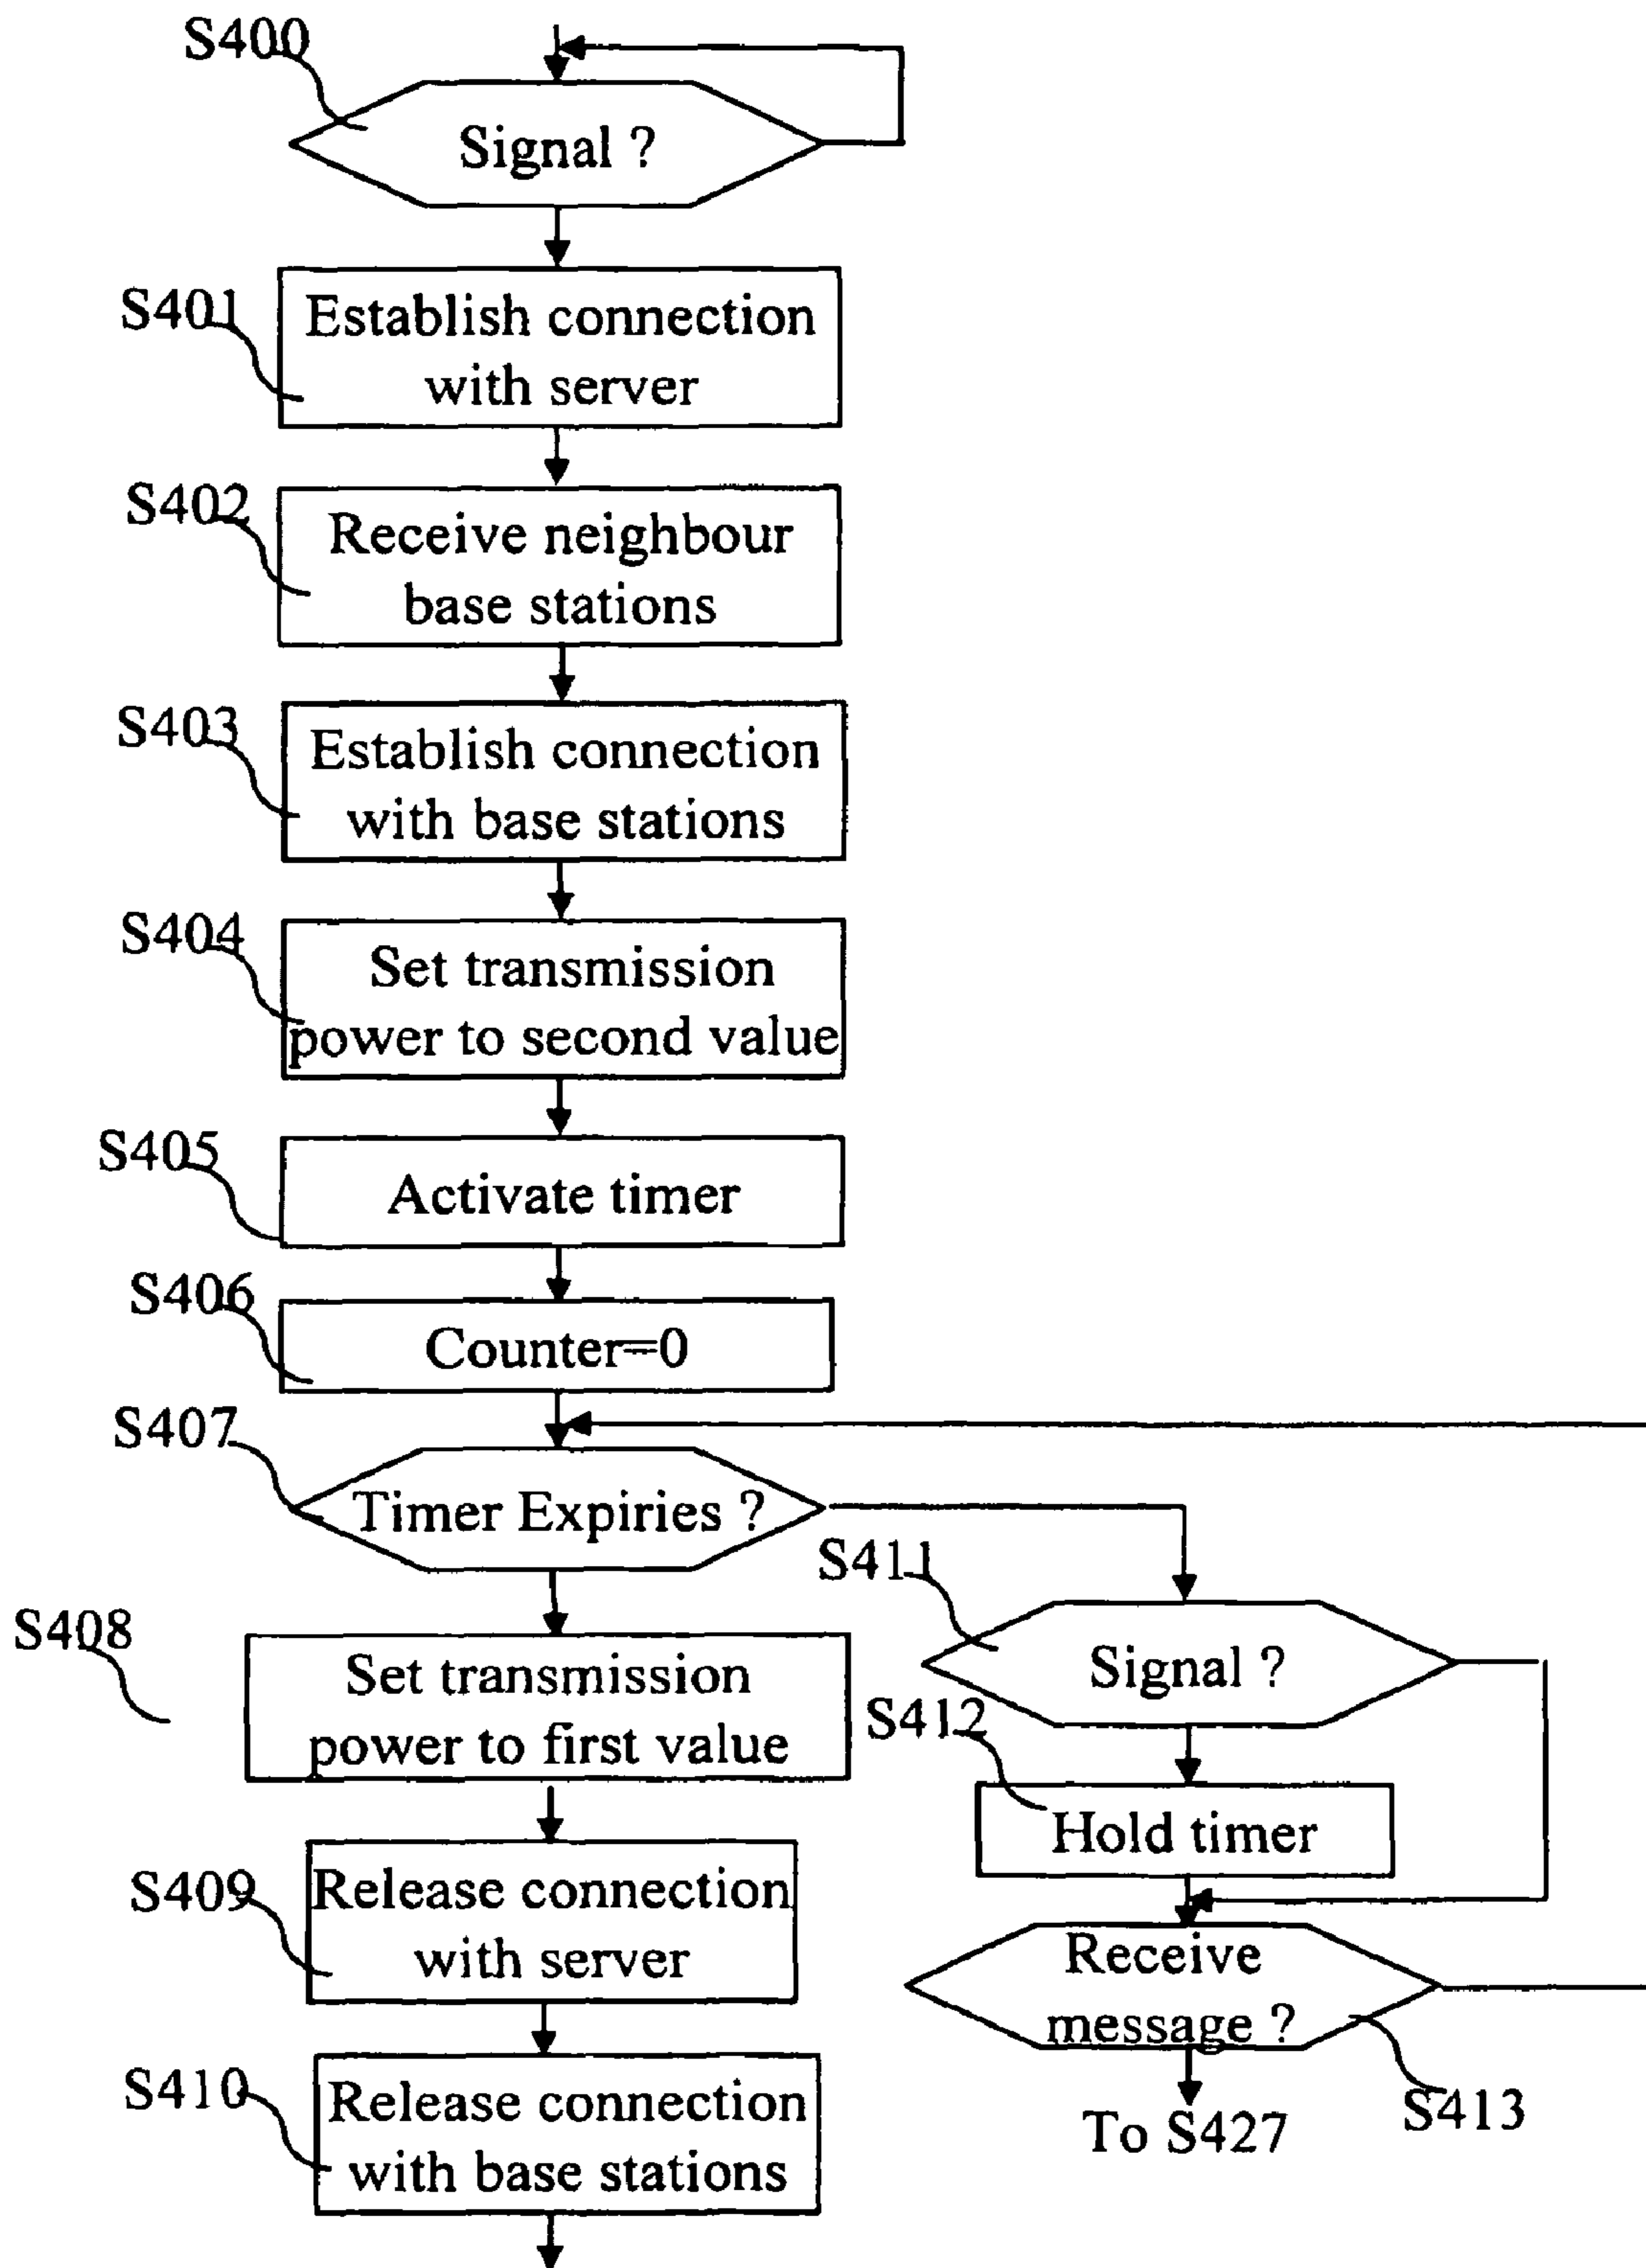 S400
Signal ?
S401
Establish connection
with server
S402
Receive neighbour
base stations
S403
Establish connection
with base stations
S404
Set transmission
power to second value
S405
Activate timer
S406
Counter=0
S407
Timer Expiries ?
S408
Set transmission
power to first value
S409
Release connection
with server
S410
Release connection
with base stations
S411
Signal ?
S412
Hold timer
Receive
message ?
S413
To S427